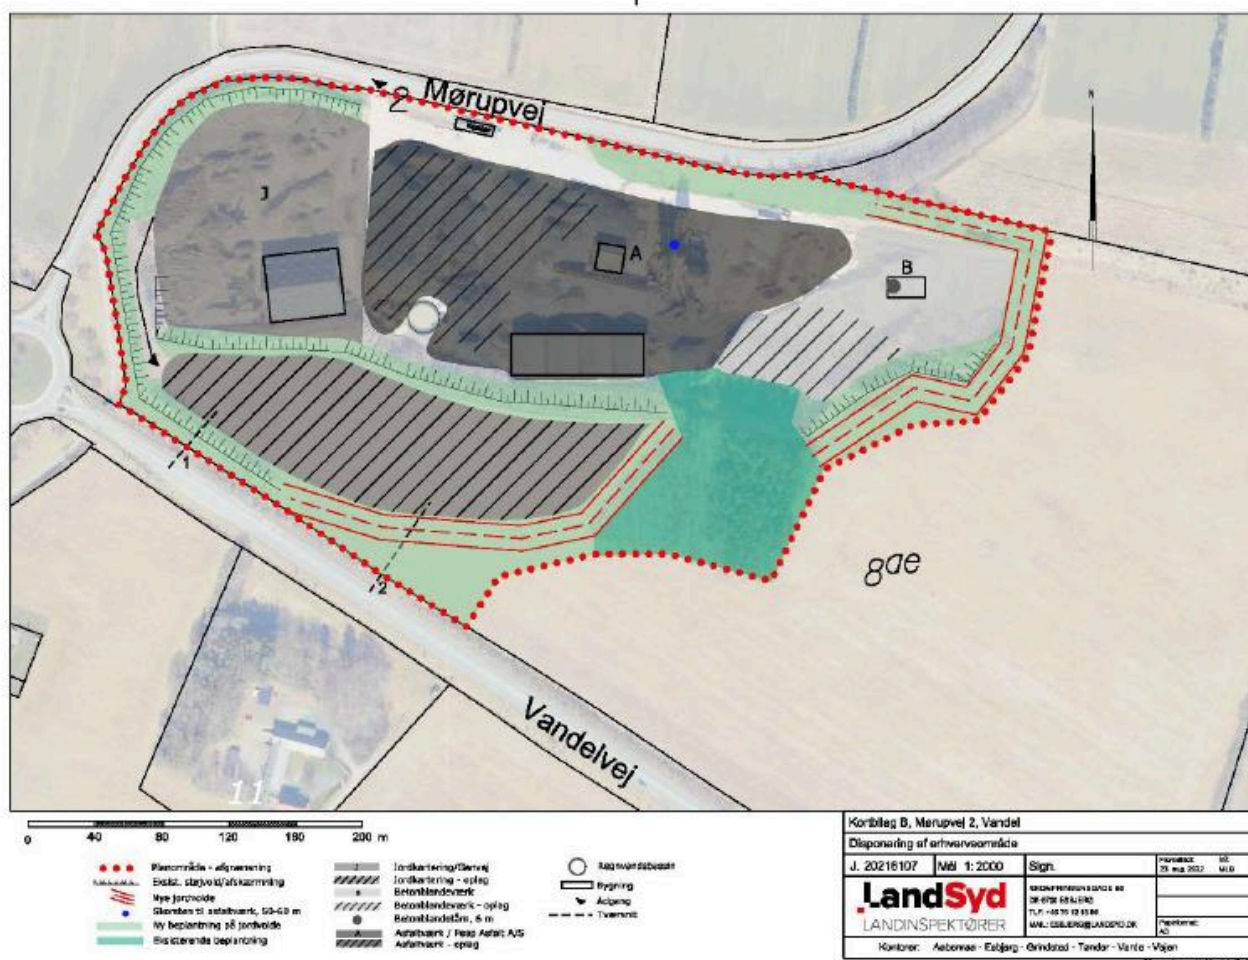 2 Mørupvej
N
J
A
B
1
2
8ae
Vandelvej
11
0 40 80 120 160 200 m
Planområde - afgrænsning
Eksist. støjvold/afskærmning
Nye jordvolde
Skorsten til asfaltværk, 50-60 m
Ny beplantning på jordvolde
Eksisterende beplantning
J Jordkartering/Genvej
Jordkartering - oplag
Betonblandeværk
Betonblandeværk - oplag
Betonblandetårn, 6 m
A Asfaltværk / Peap Asfalt A/S
Asfaltværk - oplag
Regnvandsbassin
Bygning
Adgang
Tværsnit
Kortbilag B, Mørupvej 2, Vandel
Disponering af erhvervsområde
J. 20216107 Mål 1:2000 Sign.
LandSyd
LANDINSPEKTØRER
Kontorer: Aabenraa - Esbjerg - Grindsted - Tønder - Varde - Vejen